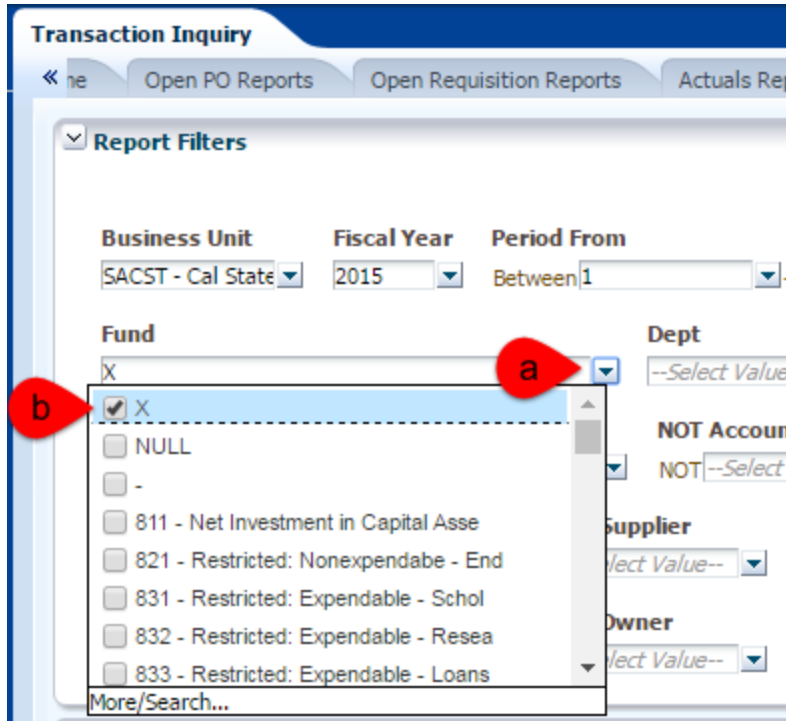 Transaction Inquiry
« ne Open PO Reports Open Requisition Reports Actuals Rep
Report Filters
Business Unit Fiscal Year Period From
SACST - Cal State 2015 Between 1 -
Fund Dept
X a --Select Value
b X
NULL NOT Accoun
- NOT --Select
811 - Net Investment in Capital Asse
Supplier
821 - Restricted: Nonexpendabe - End
lect Value--
831 - Restricted: Expendable - Schol
Owner
832 - Restricted: Expendable - Resea
lect Value--
833 - Restricted: Expendable - Loans
More/Search...